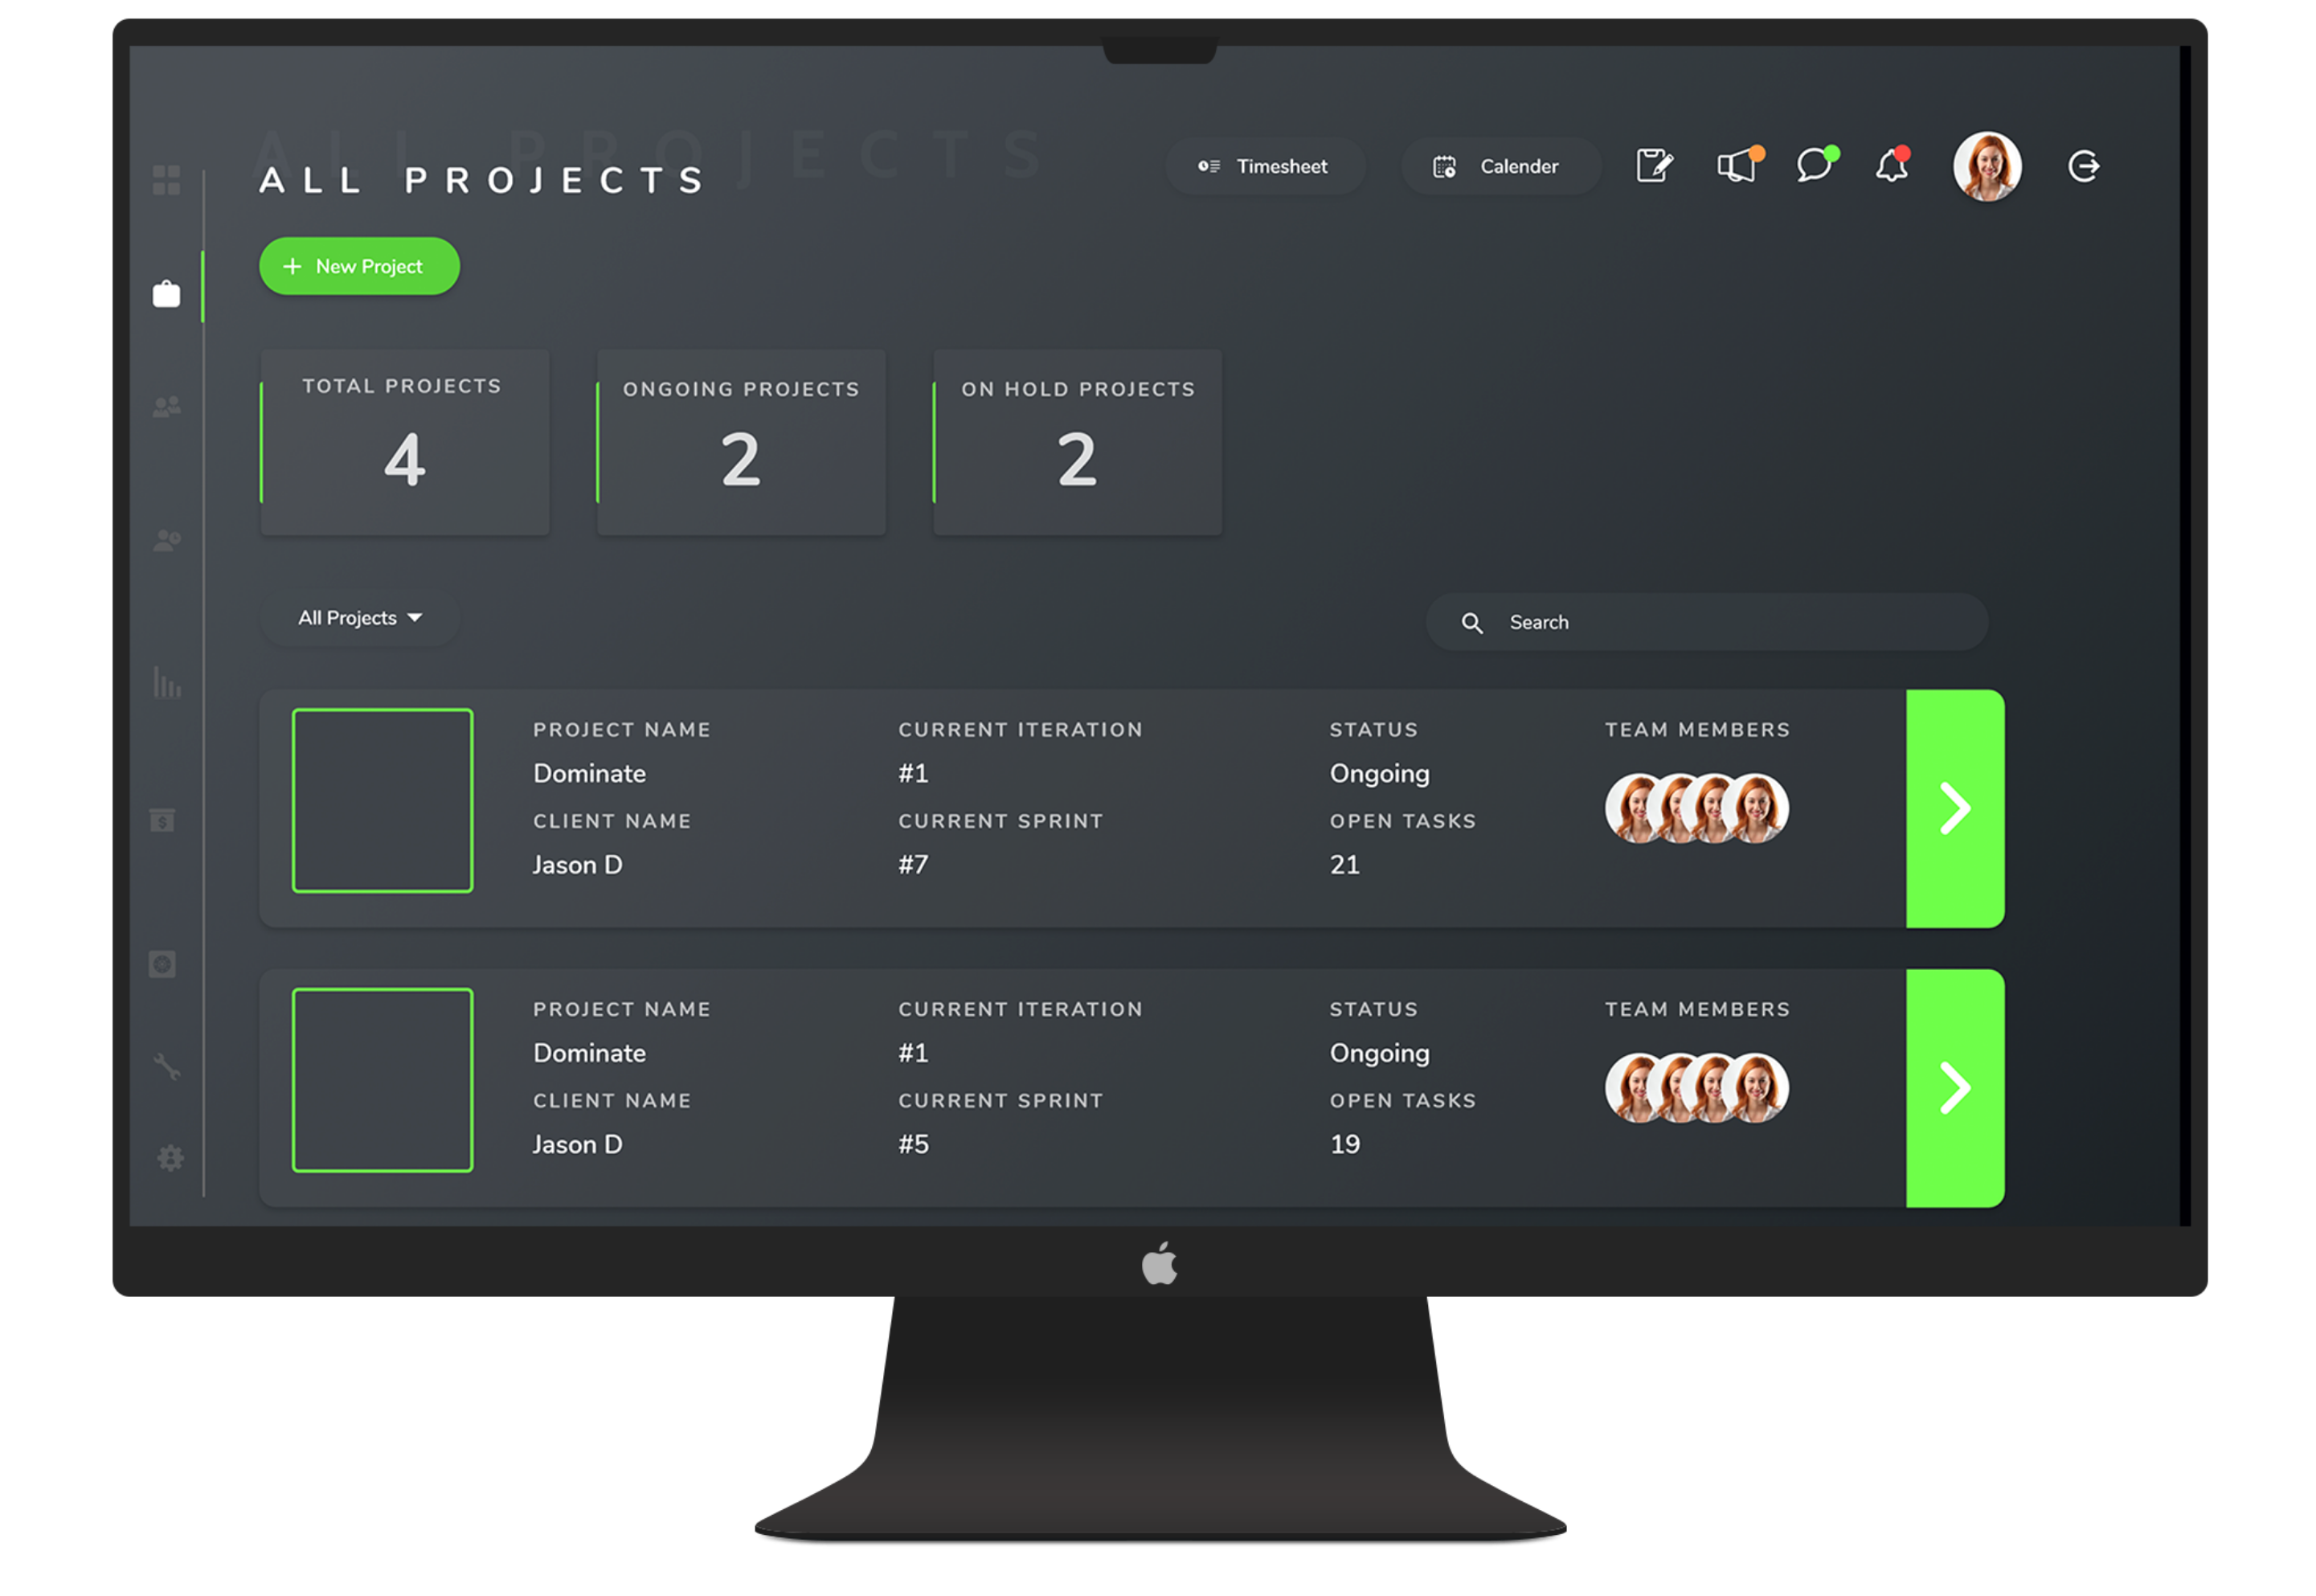 ALL PROJECTS
ALL PROJECTS
Timesheet
Calender
+ New Project
TOTAL PROJECTS
4
ONGOING PROJECTS
2
ON HOLD PROJECTS
2
All Projects
Search
PROJECT NAME
Dominate
CLIENT NAME
Jason D
CURRENT ITERATION
#1
CURRENT SPRINT
#7
STATUS
Ongoing
OPEN TASKS
21
TEAM MEMBERS
PROJECT NAME
Dominate
CLIENT NAME
Jason D
CURRENT ITERATION
#1
CURRENT SPRINT
#5
STATUS
Ongoing
OPEN TASKS
19
TEAM MEMBERS